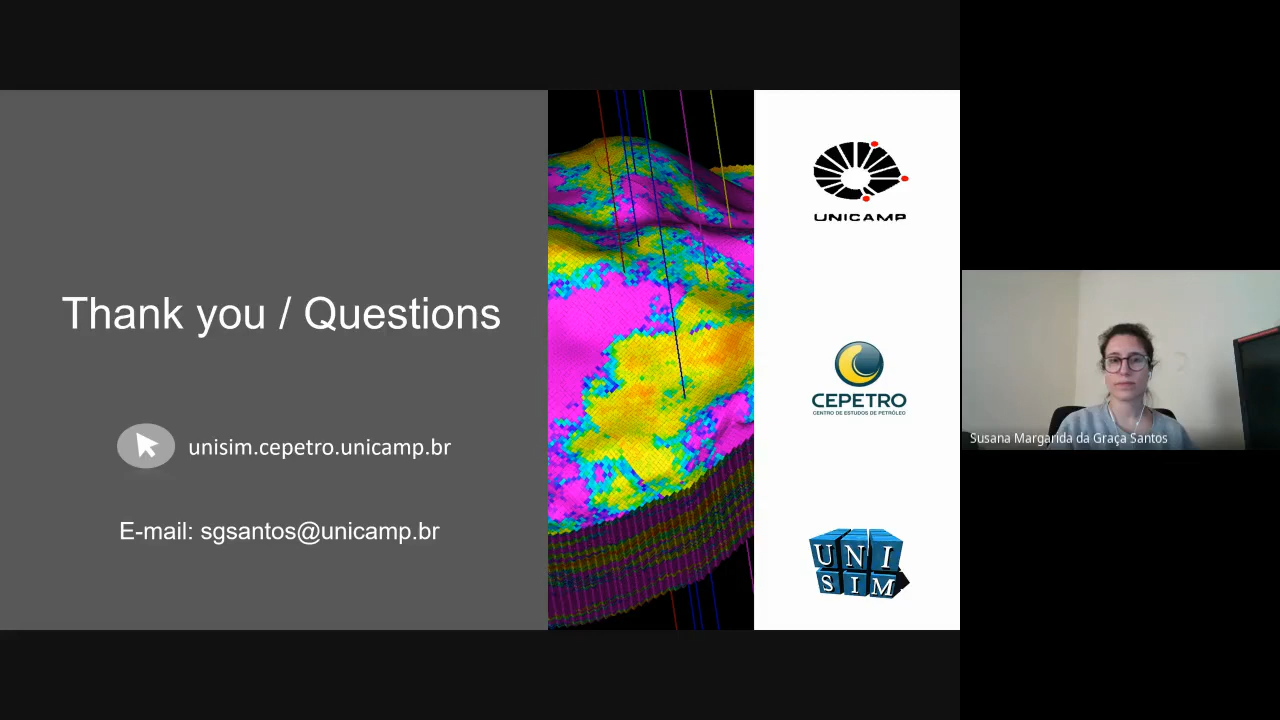 Thank you / Questions
unisim.cepetro.unicamp.br
E-mail: sgsantos@unicamp.br
UNICAMP
CEPETRO
CENTRO DE ESTUDOS DE PETRÓLEO
UNI
SIM
Susana Margarida da Graça Santos